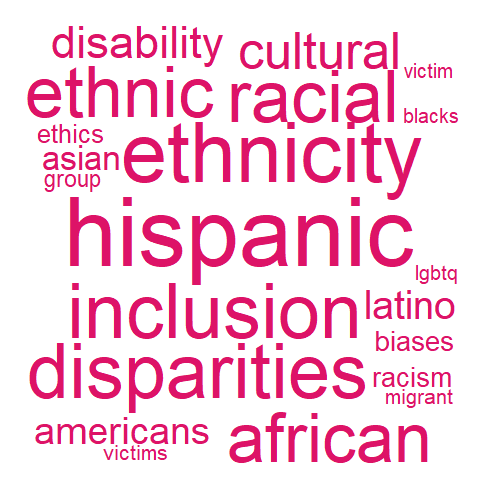 disability cultural
victim
ethnic racial
blacks
ethics
asian ethnicity
group
hispanic
lgbtq
inclusion latino
biases
disparities racism
migrant
americans african
victims